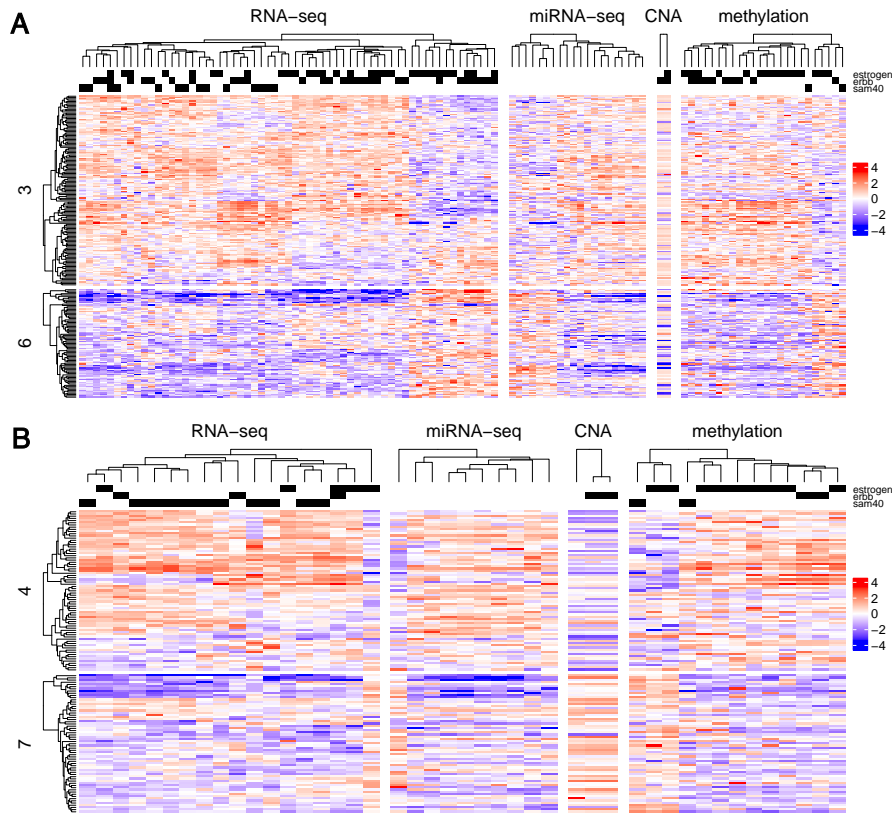 A
RNA−seq
miRNA−seq
CNA
methylation
estrogen
erbb
sam40
3
6
4
2
0
−2
−4
B
RNA−seq
miRNA−seq
CNA
methylation
estrogen
erbb
sam40
4
7
4
2
0
−2
−4